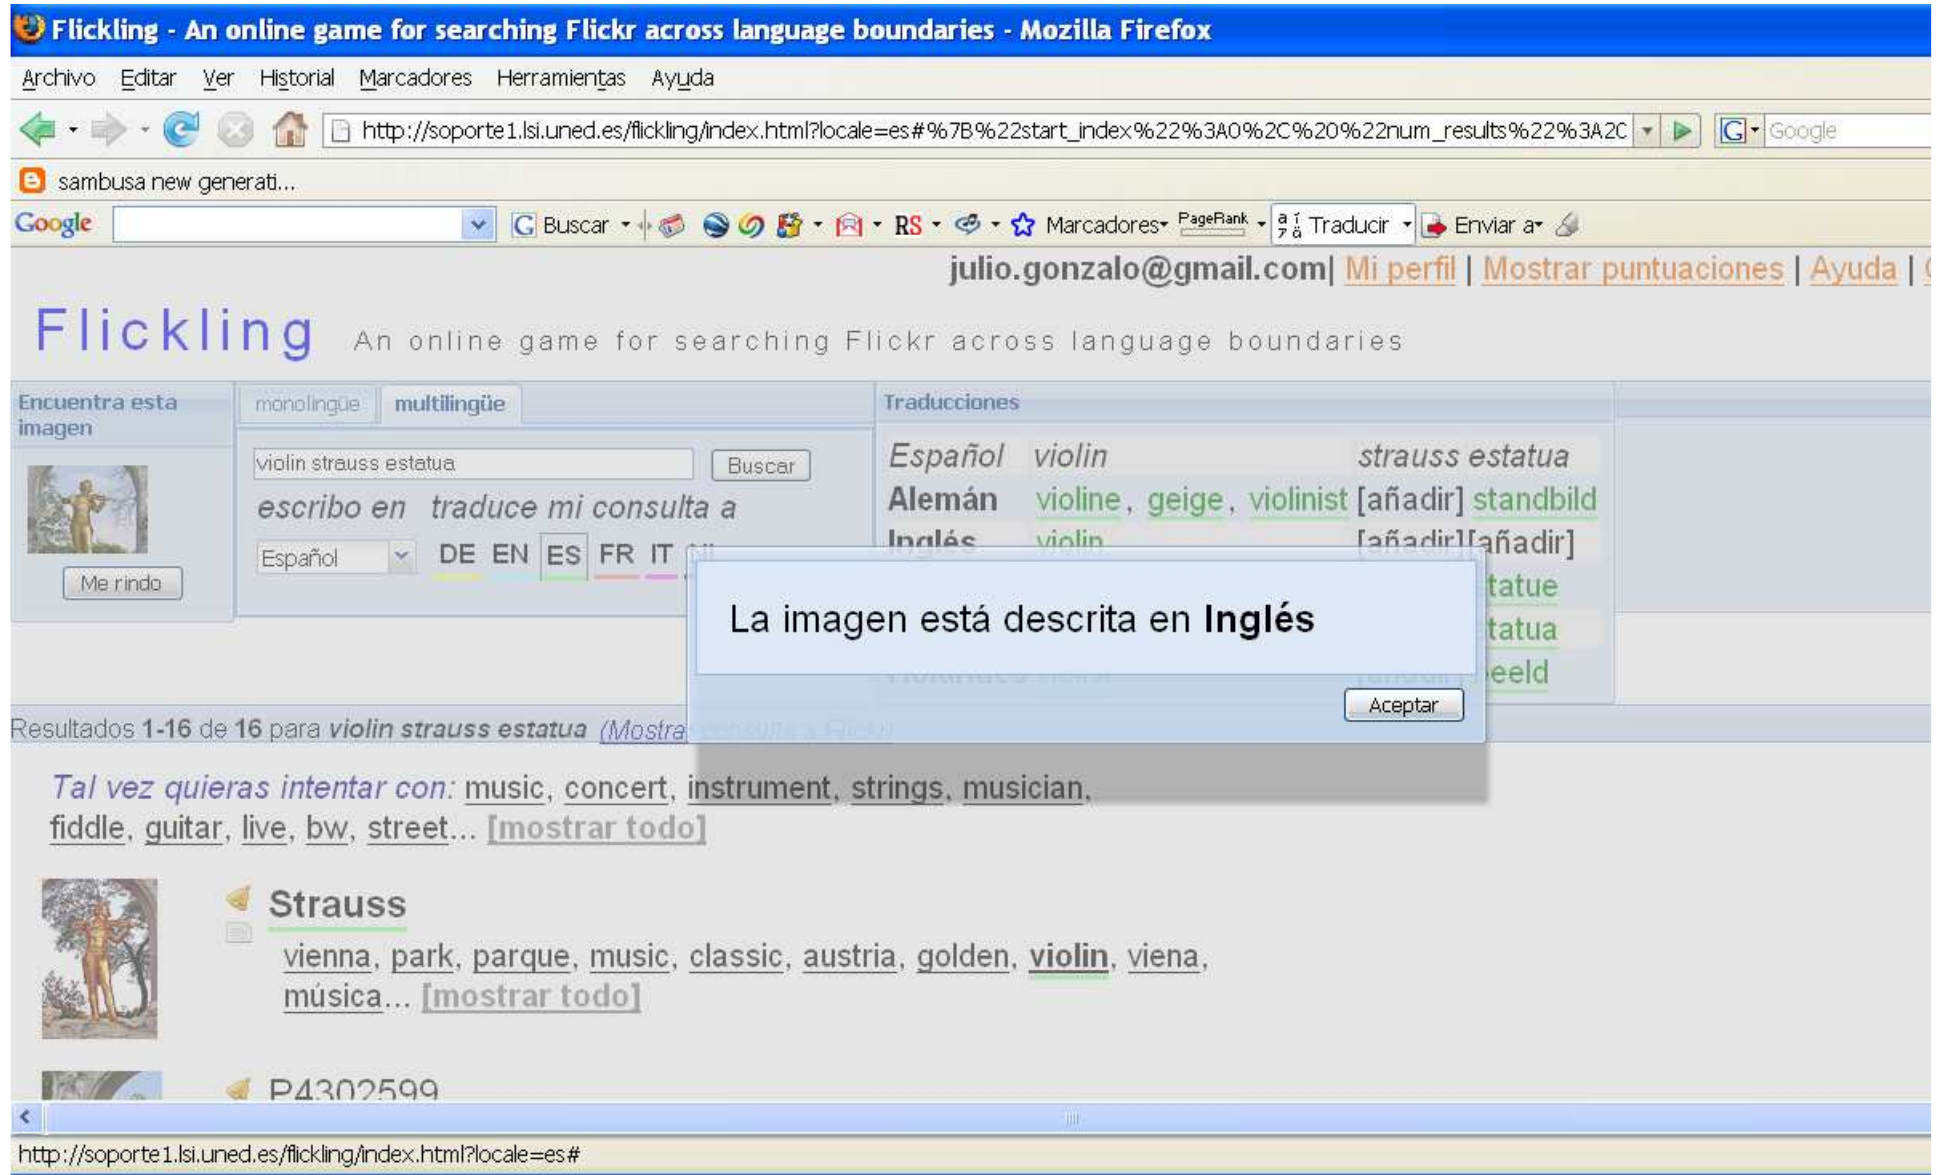 Flickling - An online game for searching Flickr across language boundaries - Mozilla Firefox
Archivo Editar Ver Historial Marcadores Herramientas Ayuda
http://soporte1.lsi.uned.es/flickling/index.html?locale=es#%7B%22start_index%22%3A0%2C%20%22num_results%22%3A2C
Google
sambusa new generati...
Google Buscar RS Marcadores PageRank Traducir Enviar a
julio.gonzalo@gmail.com| Mi perfil | Mostrar puntuaciones | Ayuda |
Flickling An online game for searching Flickr across language boundaries
Encuentra esta imagen
monolingüe multilingüe
Traducciones
violin strauss estatua Buscar
escribo en traduce mi consulta a
Español DE EN ES FR IT
Me rindo
Español violin strauss estatua
Alemán violine, geige, violinist [añadir] standbild
Inglés violin [añadir][añadir]
tatue
tatua
eeld
La imagen está descrita en Inglés
Aceptar
Resultados 1-16 de 16 para violin strauss estatua (Mostrar
Tal vez quieras intentar con: music, concert, instrument, strings, musician,
fiddle, guitar, live, bw, street... [mostrar todo]
Strauss
vienna, park, parque, music, classic, austria, golden, violin, viena,
música... [mostrar todo]
P4302599
http://soporte1.lsi.uned.es/flickling/index.html?locale=es#